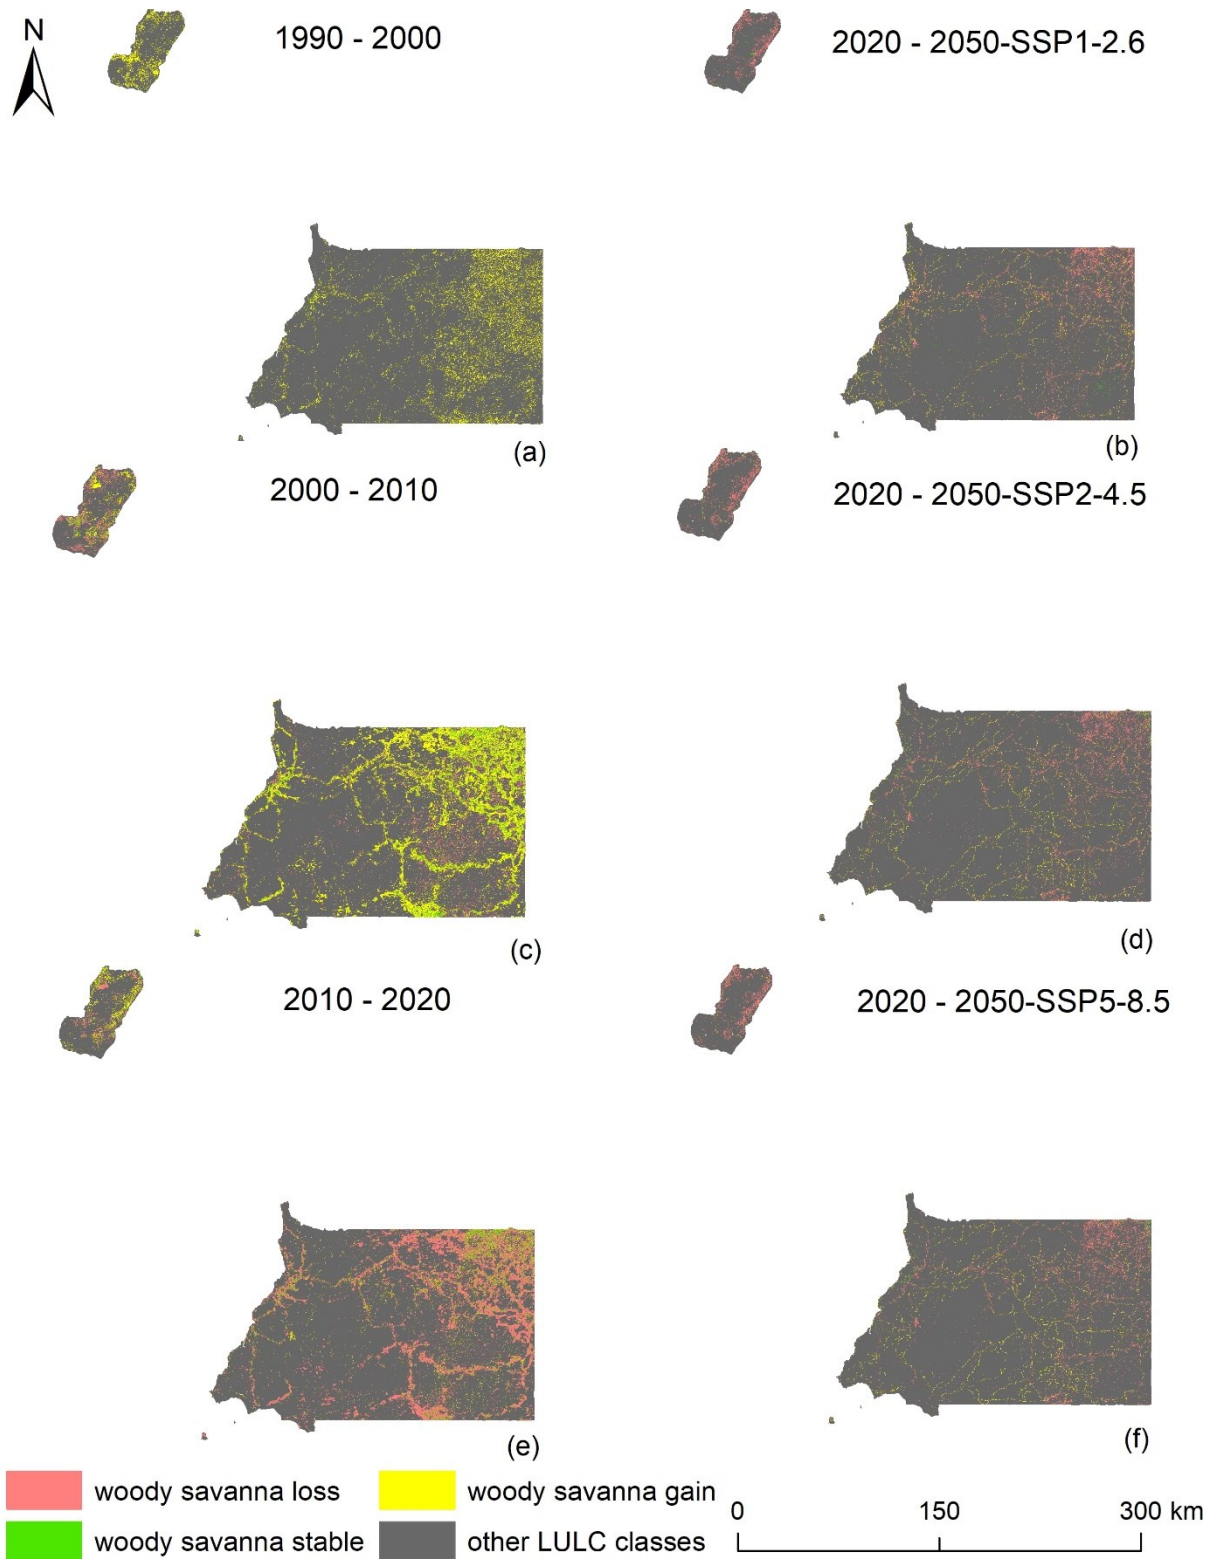 N
1990 - 2000
2020 - 2050-SSP1-2.6
(a)
(b)
2000 - 2010
2020 - 2050-SSP2-4.5
(c)
(d)
2010 - 2020
2020 - 2050-SSP5-8.5
(e)
(f)
woody savanna loss
woody savanna gain
woody savanna stable
other LULC classes
0 150 300 km